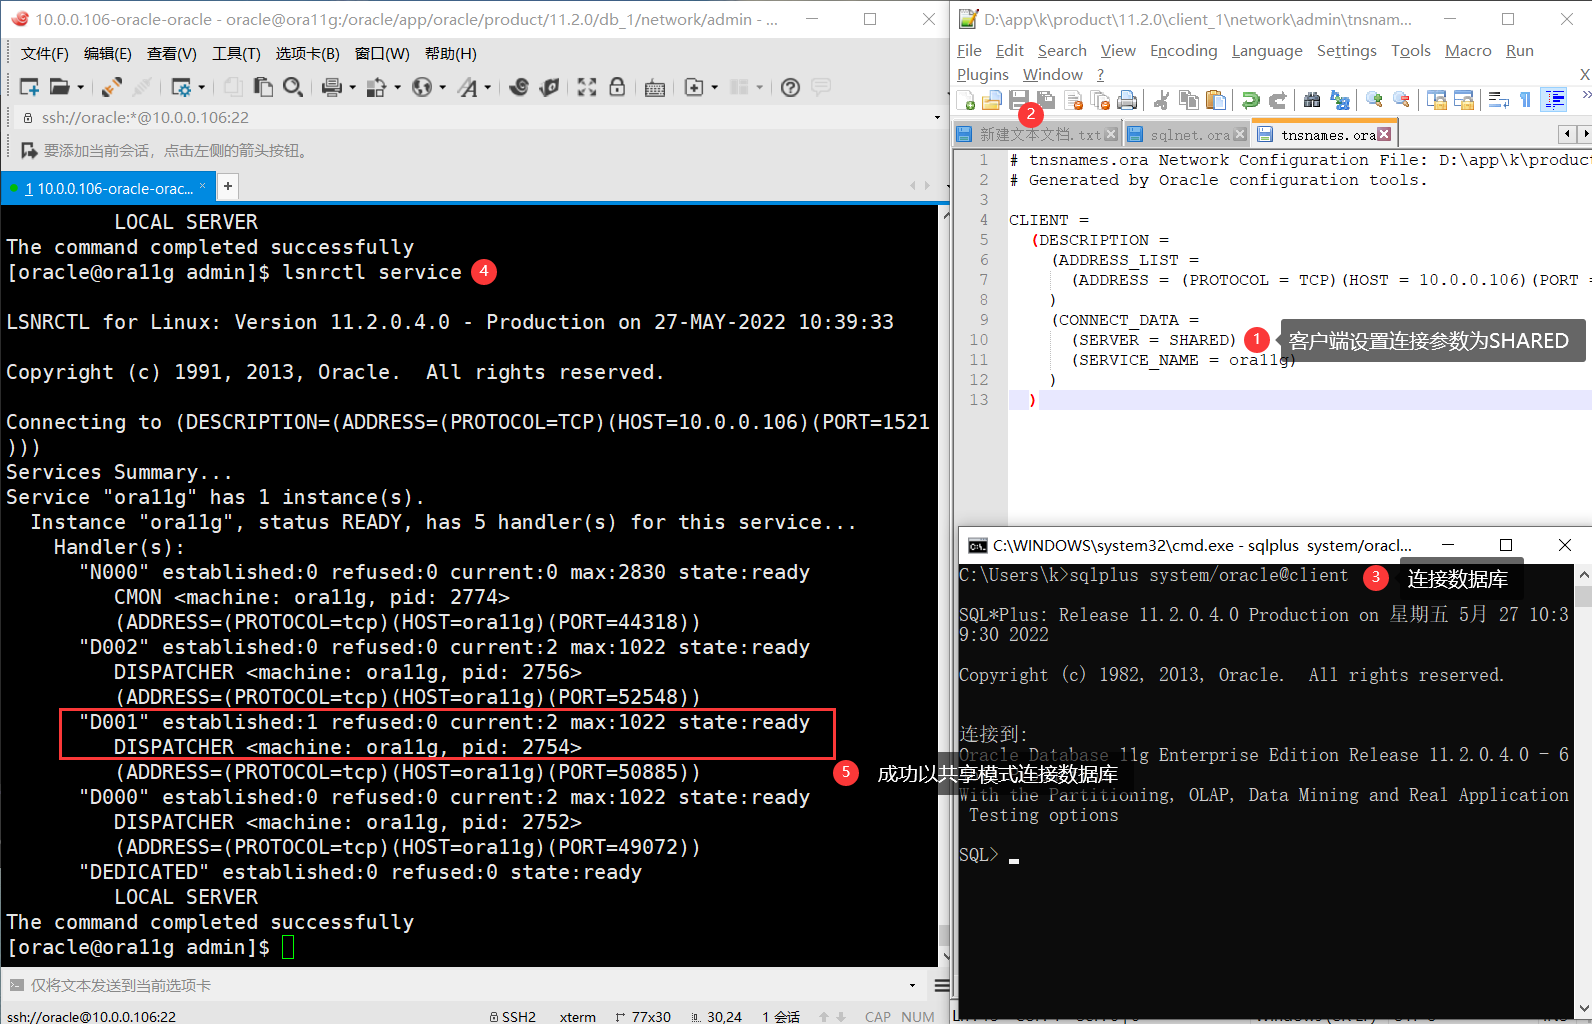 10.0.0.106-oracle-oracle - oracle@ora11g:/oracle/app/oracle/product/11.2.0/db_1/network/admin - ...
文件(F) 编辑(E) 查看(V) 工具(T) 选项卡(B) 窗口(W) 帮助(H)
ssh://oracle:*@10.0.0.106:22
要添加当前会话，点击左侧的箭头按钮。
1 10.0.0.106-oracle-orac...
LOCAL SERVER
The command completed successfully
[oracle@ora11g admin]$ lsnrctl service
4
LSNRCTL for Linux: Version 11.2.0.4.0 - Production on 27-MAY-2022 10:39:33
Copyright (c) 1991, 2013, Oracle.  All rights reserved.
Connecting to (DESCRIPTION=(ADDRESS=(PROTOCOL=TCP)(HOST=10.0.0.106)(PORT=1521
)))
Services Summary...
Service "ora11g" has 1 instance(s).
Instance "ora11g", status READY, has 5 handler(s) for this service...
Handler(s):
"N000" established:0 refused:0 current:0 max:2830 state:ready
CMON <machine: ora11g, pid: 2774>
(ADDRESS=(PROTOCOL=tcp)(HOST=ora11g)(PORT=44318))
"D002" established:0 refused:0 current:0 max:1022 state:ready
DISPATCHER <machine: ora11g, pid: 2756>
(ADDRESS=(PROTOCOL=tcp)(HOST=ora11g)(PORT=52548))
"D001" established:1 refused:0 current:2 max:1022 state:ready
DISPATCHER <machine: ora11g, pid: 2754>
(ADDRESS=(PROTOCOL=tcp)(HOST=ora11g)(PORT=50885))
5 成功以共享模式连接数据库
"D000" established:0 refused:0 current:2 max:1022 state:ready
DISPATCHER <machine: ora11g, pid: 2752>
(ADDRESS=(PROTOCOL=tcp)(HOST=ora11g)(PORT=49072))
"DEDICATED" established:0 refused:0 state:ready
LOCAL SERVER
The command completed successfully
[oracle@ora11g admin]$
仅将文本发送到当前选项卡
ssh://oracle@10.0.0.106:22 SSH2 xterm 77x30 30,24 1 会话 CAP NUM
D:\app\k\product\11.2.0\client_1\network\admin\tnsnam...
File Edit Search View Encoding Language Settings Tools Macro Run
Plugins Window ? X
2
新建文本文档.txt sqlnet.ora tnsnames.ora
1 # tnsnames.ora Network Configuration File: D:\app\k\product
2 # Generated by Oracle configuration tools.
3
4 CLIENT =
5 (DESCRIPTION =
6 (ADDRESS_LIST =
7 (ADDRESS = (PROTOCOL = TCP)(HOST = 10.0.0.106)(PORT =
8 )
9 (CONNECT_DATA =
10 (SERVER = SHARED)
1 客户端设置连接参数为SHARED
11 (SERVICE_NAME = ora11g)
12 )
13 )
C:\WINDOWS\system32\cmd.exe - sqlplus  system/oracl...
C:\Users\k>sqlplus system/oracle@client
3 连接数据库
SQL*Plus: Release 11.2.0.4.0 Production on 星期五 5月 27 10:3
9:30 2022
Copyright (c) 1982, 2013, Oracle.  All rights reserved.
连接到:
Oracle Database 11g Enterprise Edition Release 11.2.0.4.0 - 6
With the Partitioning, OLAP, Data Mining and Real Application
Testing options
SQL>